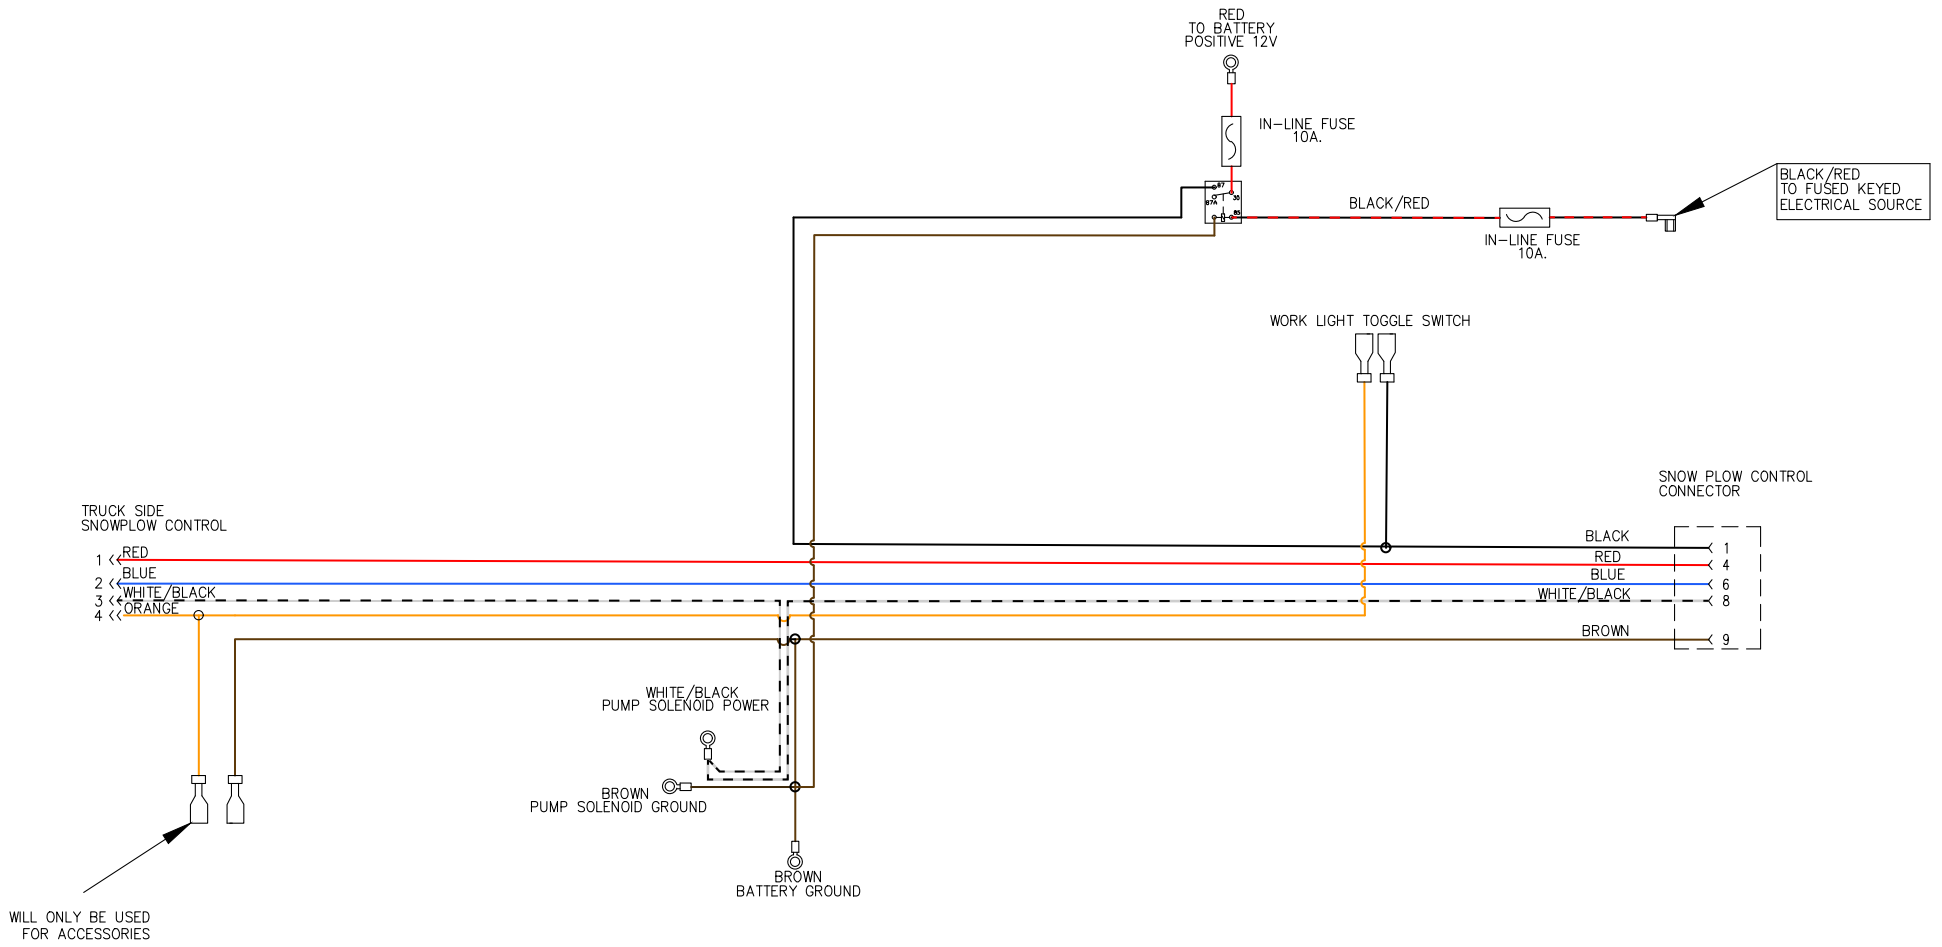 RED
TO BATTERY
POSITIVE 12V
IN-LINE FUSE
10A.
87
87A
30
85
BLACK/RED
IN-LINE FUSE
10A.
BLACK/RED
TO FUSED KEYED
ELECTRICAL SOURCE
WORK LIGHT TOGGLE SWITCH
SNOW PLOW CONTROL
CONNECTOR
BLACK 1
RED 4
BLUE 6
WHITE/BLACK 8
BROWN 9
TRUCK SIDE
SNOWPLOW CONTROL
1 RED
2 BLUE
3 WHITE/BLACK
4 ORANGE
WHITE/BLACK
PUMP SOLENOID POWER
BROWN
PUMP SOLENOID GROUND
BROWN
BATTERY GROUND
WILL ONLY BE USED
FOR ACCESSORIES